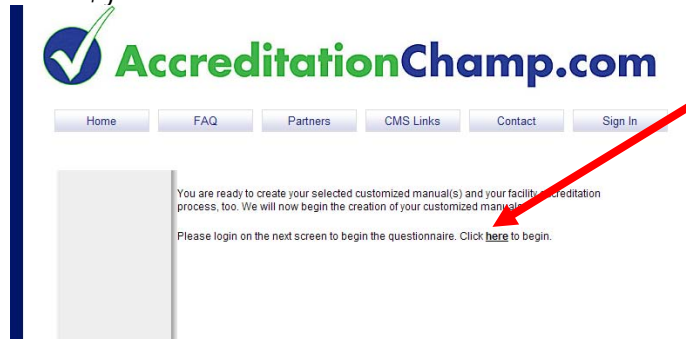 AccreditationChamp.com
Home FAQ Partners CMS Links Contact Sign In
You are ready to create your selected customized manual(s) and your facility accreditation
process, too. We will now begin the creation of your customized manuals.
Please login on the next screen to begin the questionnaire. Click here to begin.